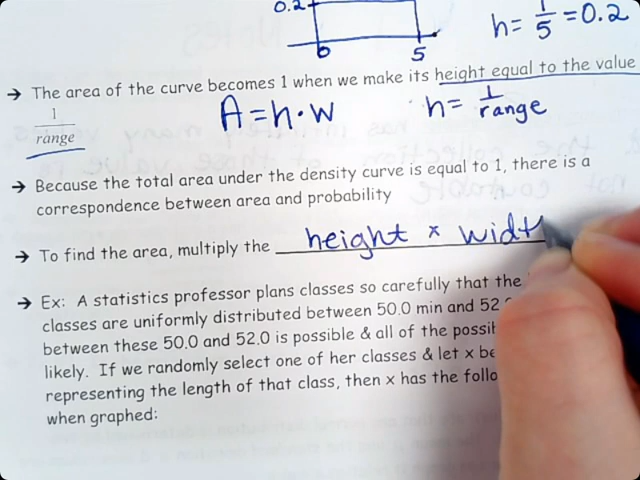 0.2
h = 1/5 = 0.2
0 5
→ The area of the curve becomes 1 when we make its height equal to the value
1/range
A = h · w
h = 1/range
→ Because the total area under the density curve is equal to 1, there is a
correspondence between area and probability
→ To find the area, multiply the height x widt
→ Ex: A statistics professor plans classes so carefully that the
classes are uniformly distributed between 50.0 min and 52.
between these 50.0 and 52.0 is possible & all of the
likely. If we randomly select one of her classes & let x be
representing the length of that class, then x has the
when graphed: